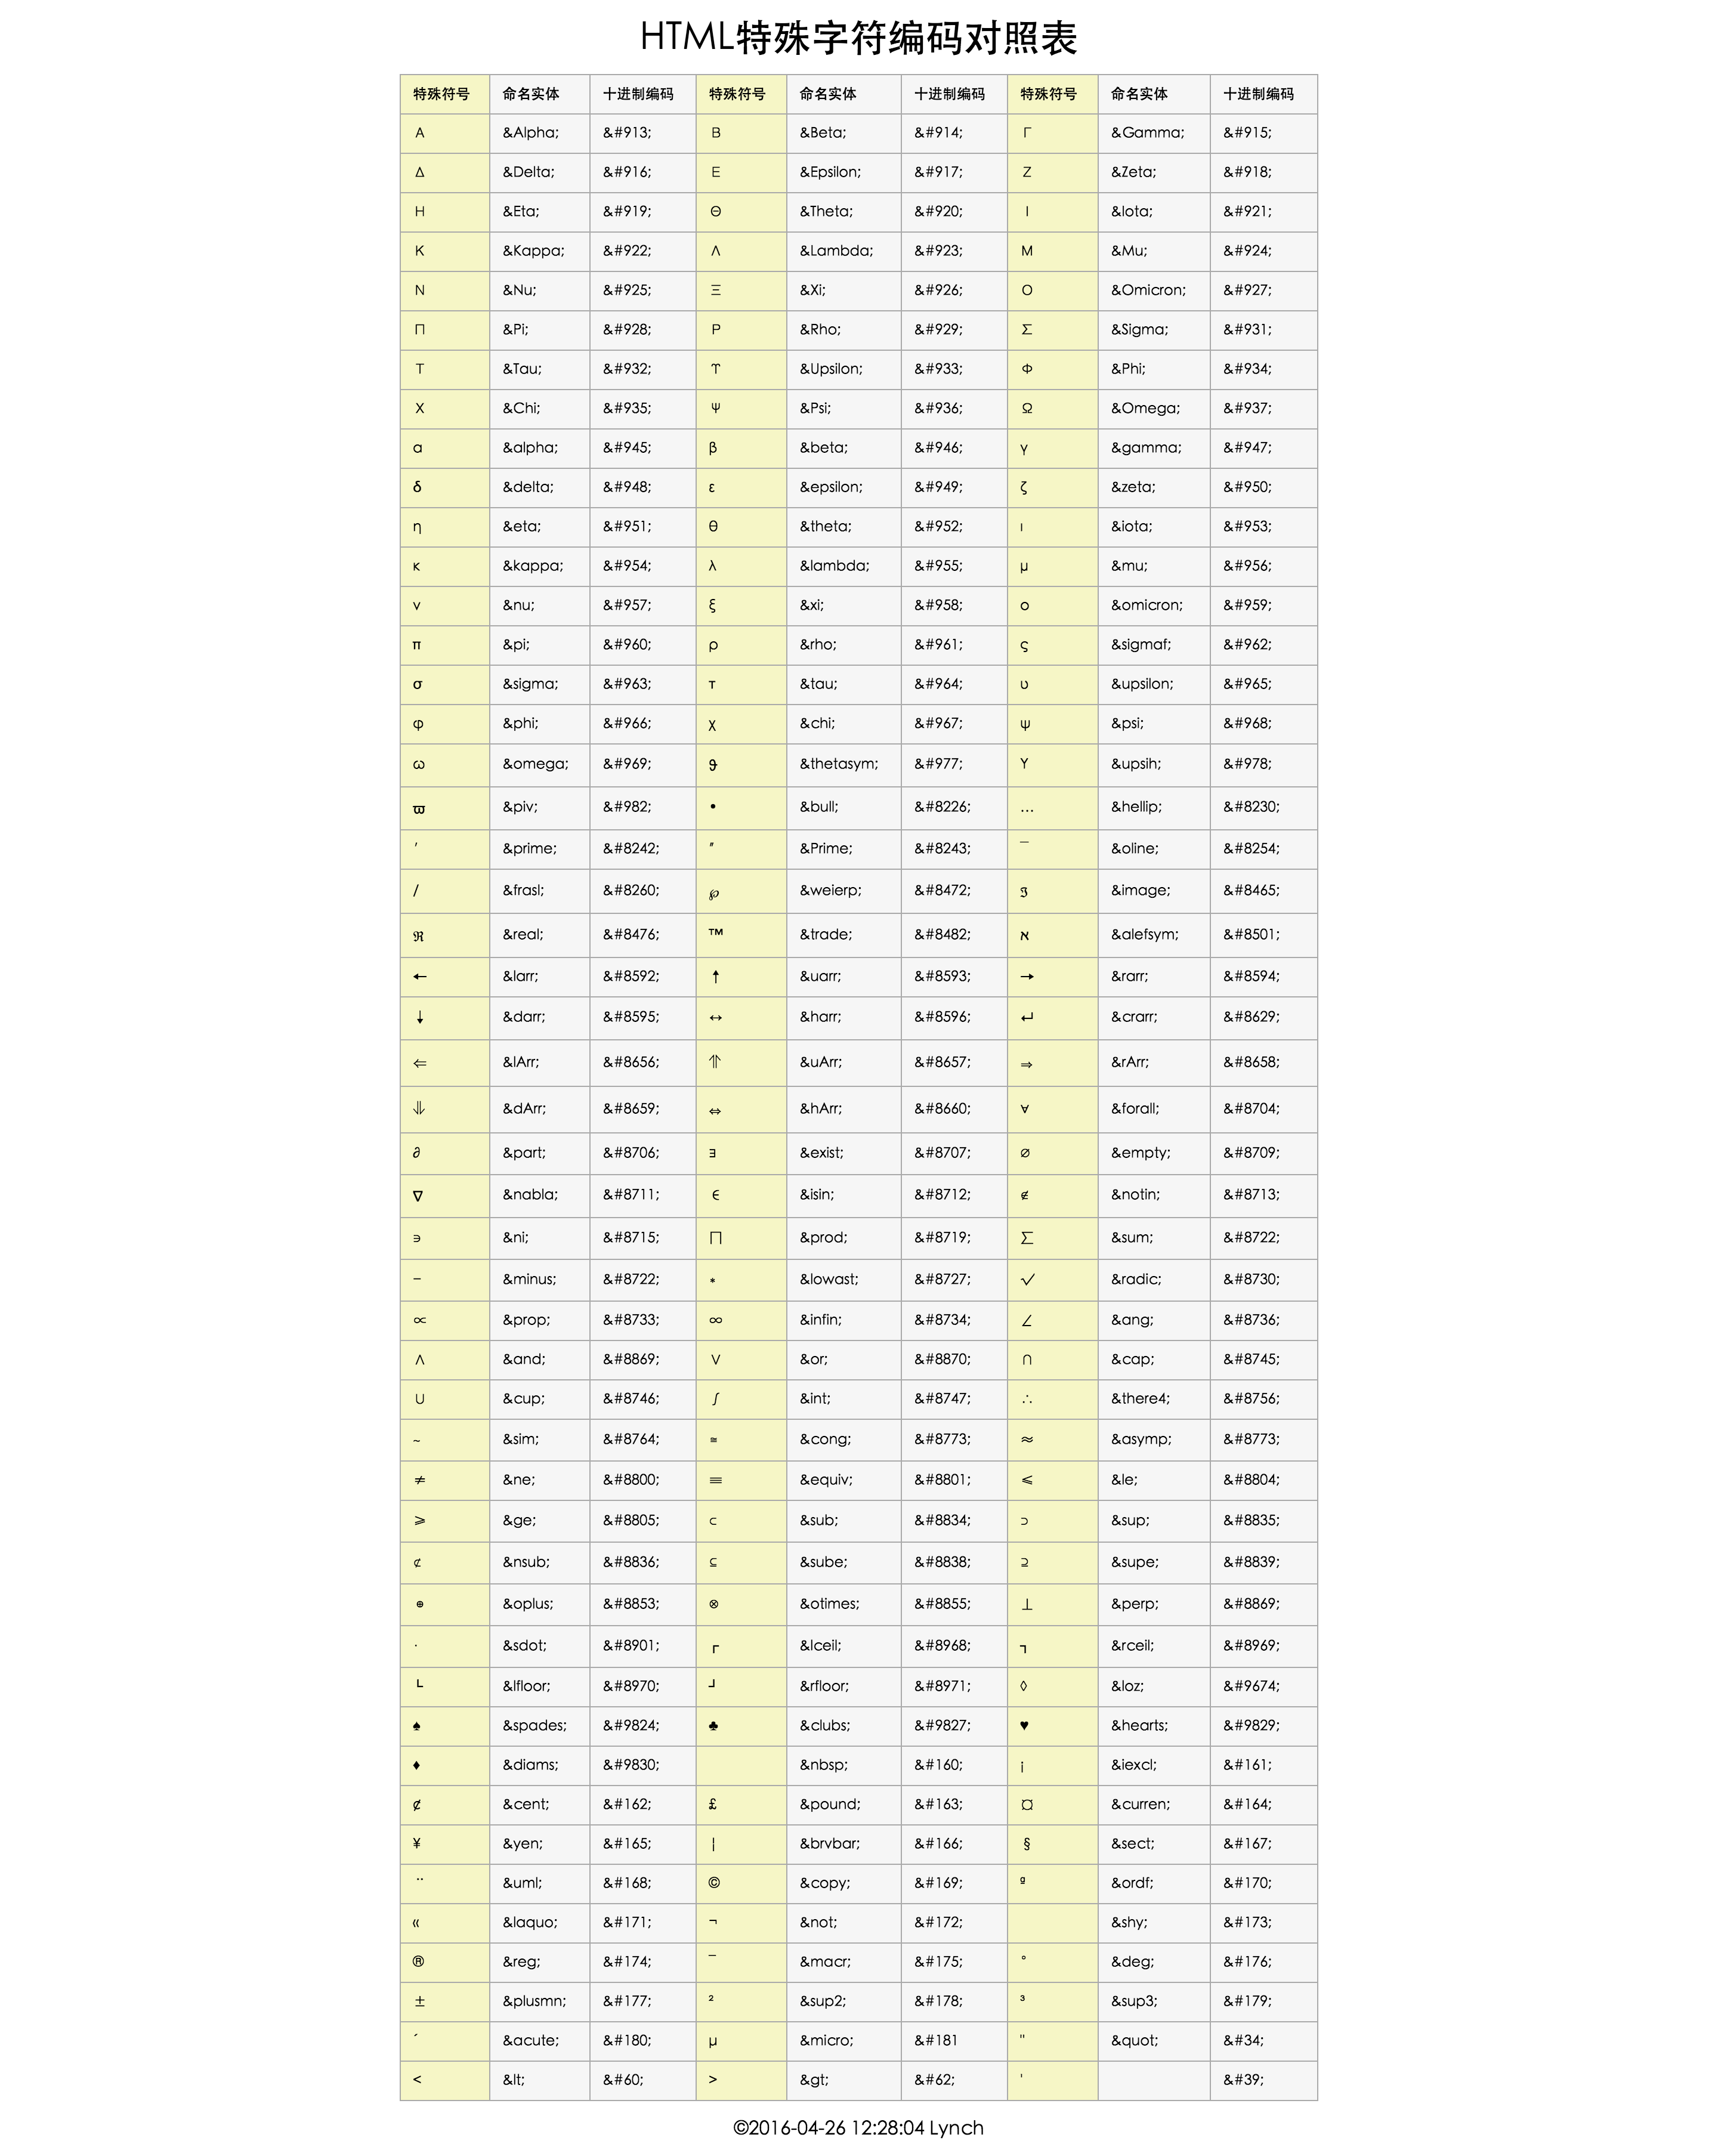 HTML特殊字符编码对照表
特殊符号 命名实体 十进制编码 特殊符号 命名实体 十进制编码 特殊符号 命名实体 十进制编码
Α &Alpha; &#913; Β &Beta; &#914; Γ &Gamma; &#915;
Δ &Delta; &#916; Ε &Epsilon; &#917; Ζ &Zeta; &#918;
Η &Eta; &#919; Θ &Theta; &#920; Ι &Iota; &#921;
Κ &Kappa; &#922; Λ &Lambda; &#923; Μ &Mu; &#924;
Ν &Nu; &#925; Ξ &Xi; &#926; Ο &Omicron; &#927;
Π &Pi; &#928; Ρ &Rho; &#929; Σ &Sigma; &#931;
Τ &Tau; &#932; Υ &Upsilon; &#933; Φ &Phi; &#934;
Χ &Chi; &#935; Ψ &Psi; &#936; Ω &Omega; &#937;
α &alpha; &#945; β &beta; &#946; γ &gamma; &#947;
δ &delta; &#948; ε &epsilon; &#949; ζ &zeta; &#950;
η &eta; &#951; θ &theta; &#952; ι &iota; &#953;
κ &kappa; &#954; λ &lambda; &#955; μ &mu; &#956;
ν &nu; &#957; ξ &xi; &#958; ο &omicron; &#959;
π &pi; &#960; ρ &rho; &#961; ς &sigmaf; &#962;
σ &sigma; &#963; τ &tau; &#964; υ &upsilon; &#965;
φ &phi; &#966; χ &chi; &#967; ψ &psi; &#968;
ω &omega; &#969; ϑ &thetasym; &#977; ϒ &upsih; &#978;
ϖ &piv; &#982; • &bull; &#8226; … &hellip; &#8230;
′ &prime; &#8242; ″ &Prime; &#8243; ‾ &oline; &#8254;
⁄ &frasl; &#8260; ℘ &weierp; &#8472; ℑ &image; &#8465;
ℜ &real; &#8476; ™ &trade; &#8482; ℵ &alefsym; &#8501;
← &larr; &#8592; ↑ &uarr; &#8593; → &rarr; &#8594;
↓ &darr; &#8595; ↔ &harr; &#8596; ↵ &crarr; &#8629;
⇐ &lArr; &#8656; ⇑ &uArr; &#8657; ⇒ &rArr; &#8658;
⇓ &dArr; &#8659; ⇔ &hArr; &#8660; ∀ &forall; &#8704;
∂ &part; &#8706; ∃ &exist; &#8707; ∅ &empty; &#8709;
∇ &nabla; &#8711; ∈ &isin; &#8712; ∉ &notin; &#8713;
∋ &ni; &#8715; ∏ &prod; &#8719; ∑ &sum; &#8722;
− &minus; &#8722; ∗ &lowast; &#8727; √ &radic; &#8730;
∝ &prop; &#8733; ∞ &infin; &#8734; ∠ &ang; &#8736;
∧ &and; &#8869; ∨ &or; &#8870; ∩ &cap; &#8745;
∪ &cup; &#8746; ∫ &int; &#8747; ∴ &there4; &#8756;
∼ &sim; &#8764; ≅ &cong; &#8773; ≈ &asymp; &#8773;
≠ &ne; &#8800; ≡ &equiv; &#8801; ≤ &le; &#8804;
≥ &ge; &#8805; ⊂ &sub; &#8834; ⊃ &sup; &#8835;
⊄ &nsub; &#8836; ⊆ &sube; &#8838; ⊇ &supe; &#8839;
⊕ &oplus; &#8853; ⊗ &otimes; &#8855; ⊥ &perp; &#8869;
⋅ &sdot; &#8901; ⌈ &lceil; &#8968; ⌉ &rceil; &#8969;
⌊ &lfloor; &#8970; ⌋ &rfloor; &#8971; ◊ &loz; &#9674;
♠ &spades; &#9824; ♣ &clubs; &#9827; ♥ &hearts; &#9829;
♦ &diams; &#9830; &nbsp; &#160; ¡ &iexcl; &#161;
¢ &cent; &#162; £ &pound; &#163; ¤ &curren; &#164;
¥ &yen; &#165; ¦ &brvbar; &#166; § &sect; &#167;
¨ &uml; &#168; © &copy; &#169; ª &ordf; &#170;
« &laquo; &#171; ¬ &not; &#172; &shy; &#173;
® &reg; &#174; ¯ &macr; &#175; ° &deg; &#176;
± &plusmn; &#177; ² &sup2; &#178; ³ &sup3; &#179;
´ &acute; &#180; µ &micro; &#181 " &quot; &#34;
< &lt; &#60; > &gt; &#62; ' &#39;
©2016-04-26 12:28:04 Lynch